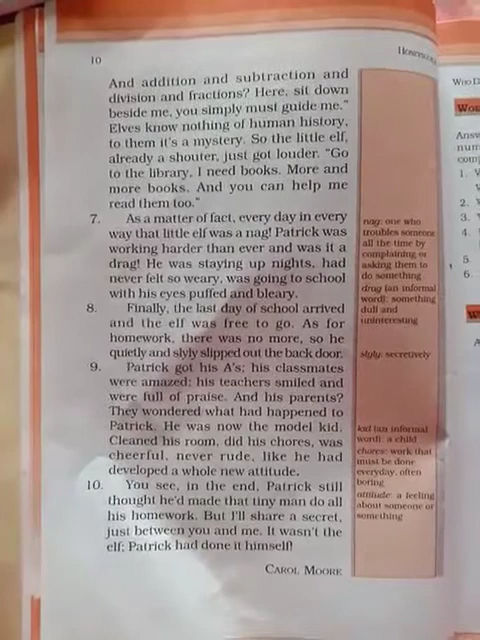 10
And addition and subtraction and
division and fractions? Here, sit down
beside me, you simply must guide me."
Elves know nothing of human history,
to them it's a mystery. So the little elf,
already a shouter, just got louder. "Go
to the library, I need books. More and
more books. And you can help me
read them too."
7. As a matter of fact, every day in every
way that little elf was a nag! Patrick was
working harder than ever and was it a
drag! He was staying up nights, had
never felt so weary, was going to school
with his eyes puffed and bleary.
8. Finally, the last day of school arrived
and the elf was free to go. As for
homework, there was no more, so he
quietly and slyly slipped out the back door.
9. Patrick got his A's; his classmates
were amazed; his teachers smiled and
were full of praise. And his parents?
They wondered what had happened to
Patrick. He was now the model kid.
Cleaned his room, did his chores, was
cheerful, never rude, like he had
developed a whole new attitude.
10. You see, in the end, Patrick still
thought he'd made that tiny man do all
his homework. But I'll share a secret,
just between you and me. It wasn't the
elf; Patrick had done it himself!
CAROL MOORE
nag: one who
troubles someone
all the time by
complaining or
asking them to
do something
drag (an informal
word): something
dull and
uninteresting
slyly: secretively
kid (an informal
word): a child
chores: work that
must be done
everyday, often
boring
attitude: a feeling
about someone or
something
1.
2.
3.
4.
5.
6.